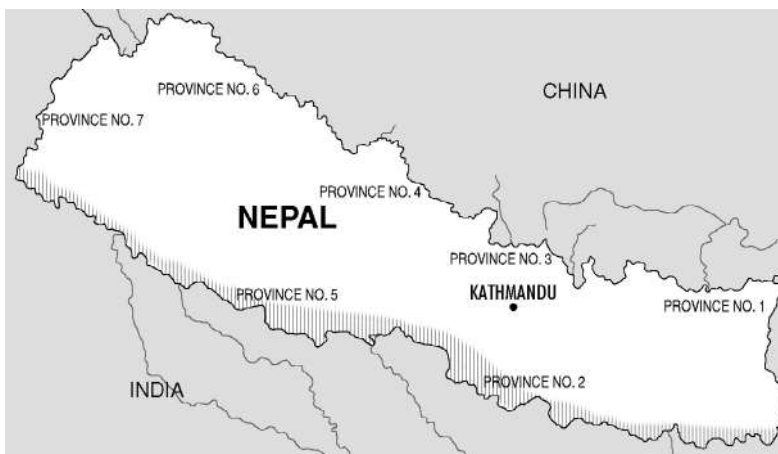 PROVINCE NO. 6
CHINA
PROVINCE NO. 7
PROVINCE NO. 4
NEPAL
PROVINCE NO. 3
KATHMANDU
PROVINCE NO. 5
PROVINCE NO. 1
PROVINCE NO. 2
INDIA